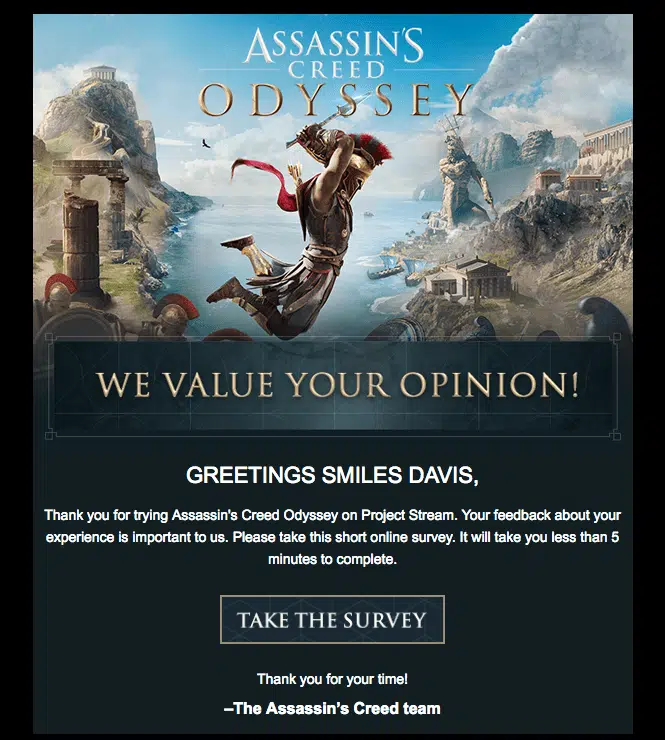 ASSASSIN'S
CREED
ODYSSEY
WE VALUE YOUR OPINION!
GREETINGS SMILES DAVIS,
Thank you for trying Assassin's Creed Odyssey on Project Stream. Your feedback about your
experience is important to us. Please take this short online survey. It will take you less than 5
minutes to complete.
TAKE THE SURVEY
Thank you for your time!
–The Assassin's Creed team